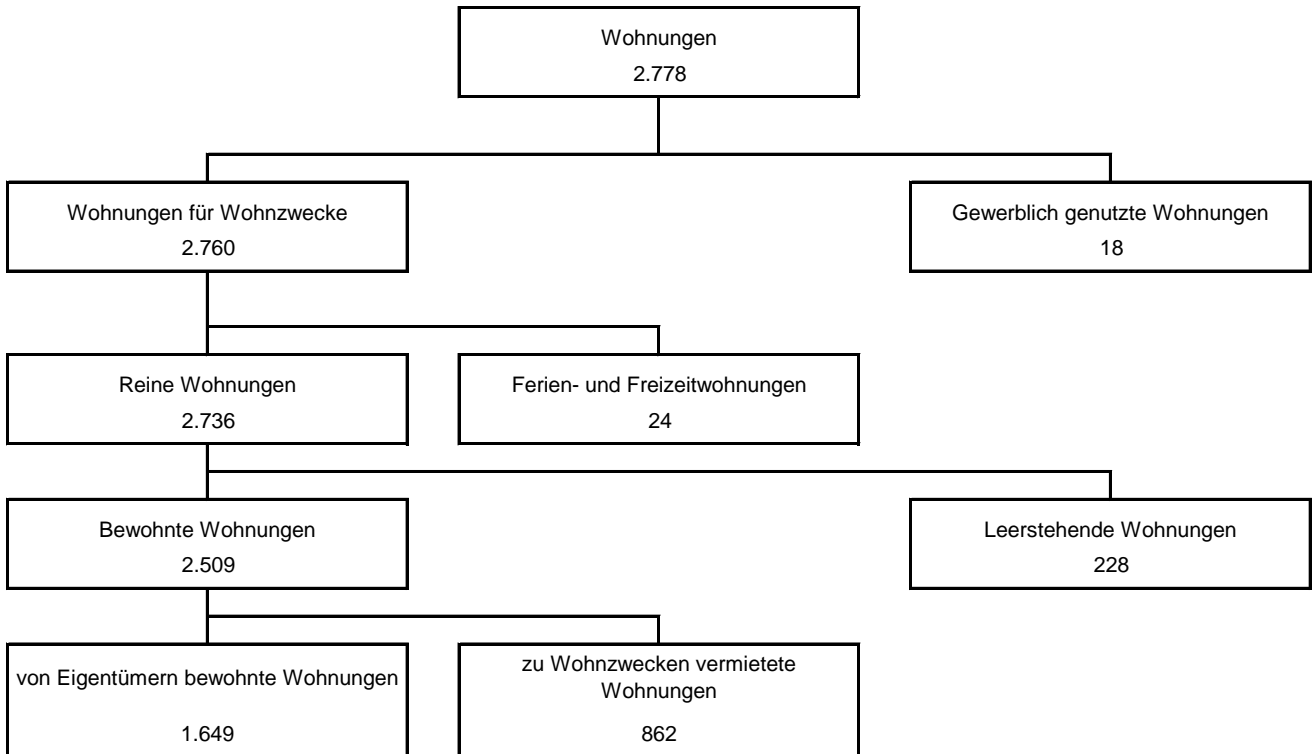 Wohnungen
2.778
Wohnungen für Wohnzwecke
2.760
Gewerblich genutzte Wohnungen
18
Reine Wohnungen
2.736
Ferien- und Freizeitwohnungen
24
Bewohnte Wohnungen
2.509
Leerstehende Wohnungen
228
von Eigentümern bewohnte Wohnungen
1.649
zu Wohnzwecken vermietete
Wohnungen
862